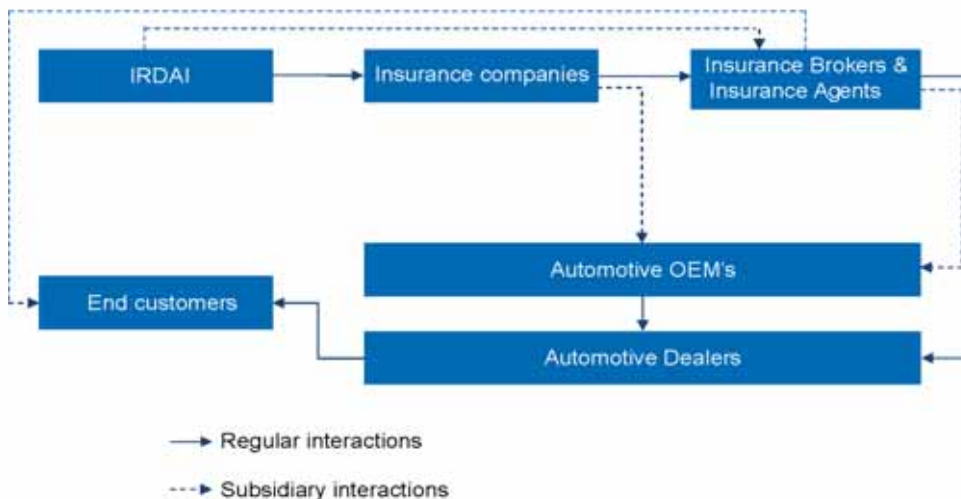 IRDAI
Insurance companies
Insurance Brokers &
Insurance Agents
Automotive OEM's
End customers
Automotive Dealers
Regular interactions
Subsidiary interactions